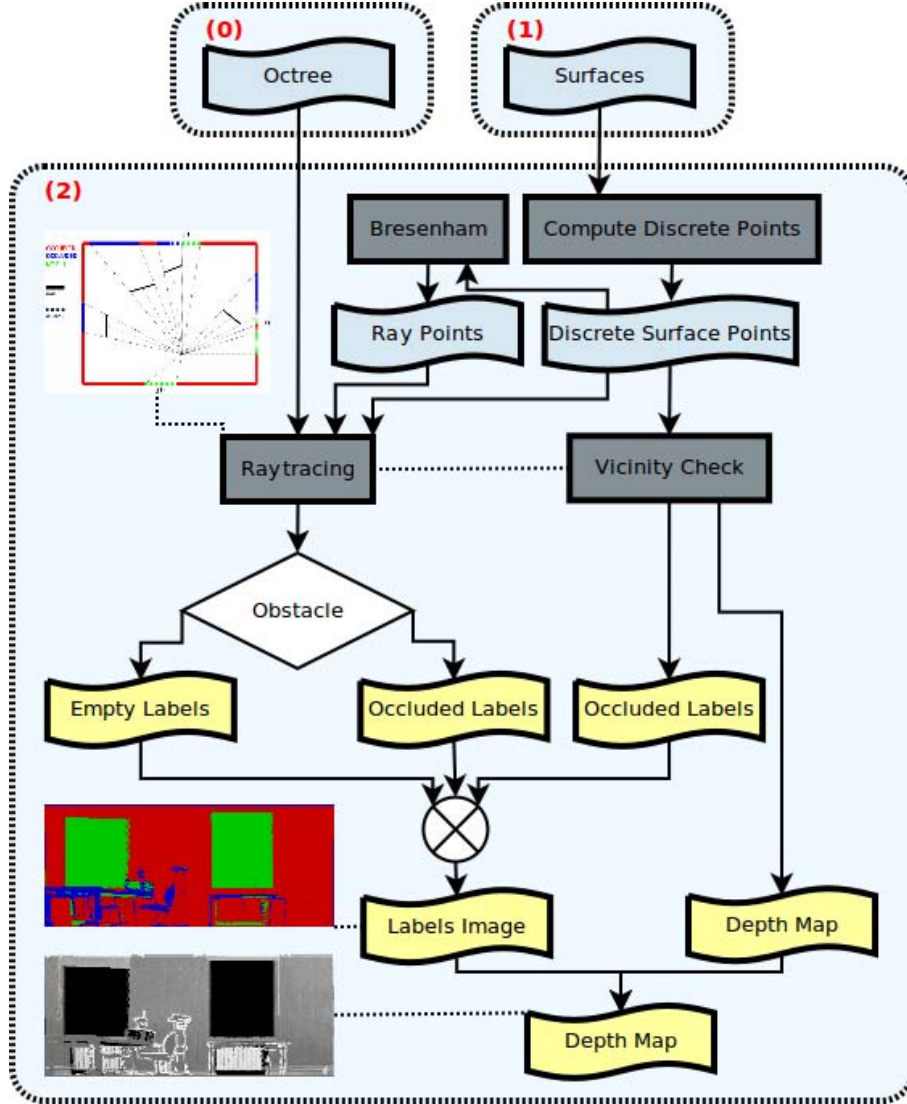 (0)
Octree
(1)
Surfaces
(2)
Bresenham
Compute Discrete Points
Ray Points
Discrete Surface Points
Raytracing
Vicinity Check
Obstacle
Empty Labels
Occluded Labels
Occluded Labels
Labels Image
Depth Map
Depth Map